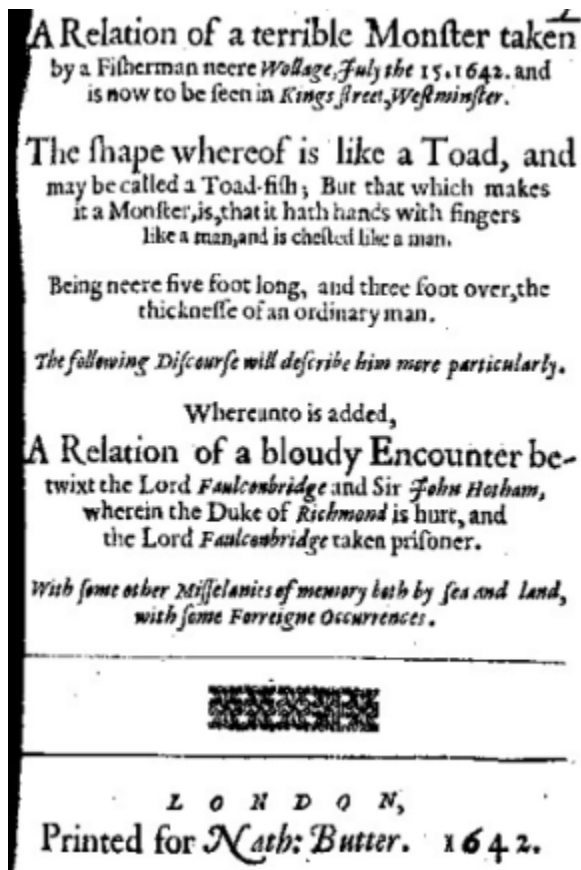 A Relation of a terrible Monſter taken
by a Fiſherman neere Wollage, July the 15. 1642. and
is now to be ſeen in Kings ſtreet, Weſtminſter.
The ſhape whereof is like a Toad, and
may be called a Toad-fiſh; But that which makes
it a Monſter, is, that it hath hands with fingers
like a man, and is cheſted like a man.
Being neere five foot long, and three foot over, the
thickneſſe of an ordinary man.
The following Diſcourſe will deſcribe him more particularly.
Whereunto is added,
A Relation of a bloudy Encounter be-
twixt the Lord Faulconbridge and Sir John Hotham,
wherein the Duke of Richmond is hurt, and
the Lord Faulconbridge taken priſoner.
With ſome other Miſſelanies of memory both by ſea and land,
with ſome Forreigne Occurrences.
LONDON,
Printed for Nath: Butter. 1642.